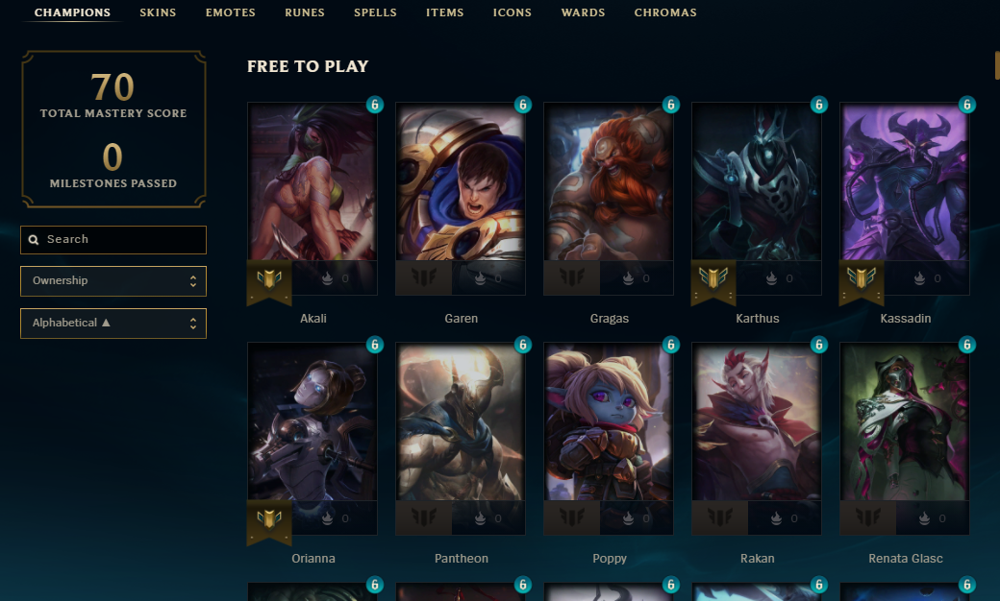 CHAMPIONS SKINS EMOTES RUNES SPELLS ITEMS ICONS WARDS CHROMAS
70
TOTAL MASTERY SCORE
0
MILESTONES PASSED
Search
Ownership
Alphabetical ▲
FREE TO PLAY
6 6 6 6 6
0 0 0 0 0
Akali Garen Gragas Karthus Kassadin
6 6 6 6 6
0 0 0 0 0
Orianna Pantheon Poppy Rakan Renata Glasc
6 6 6 6 6